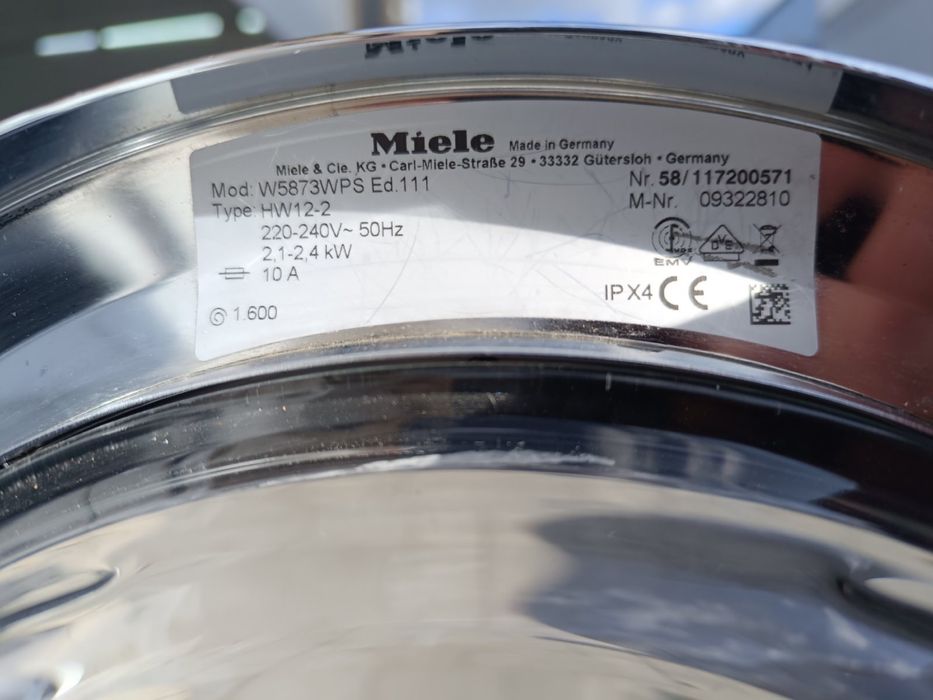 Miele Made in Germany
Miele & Cie. KG • Carl-Miele-Straße 29 • 33332 Gütersloh • Germany
Mod: W5873WPS Ed.111
Nr. 58/117200571
Type: HW12-2
M-Nr. 09322810
220-240V~ 50Hz
2,1-2,4 kW
10 A
EMV
IPX4 CE
1.600